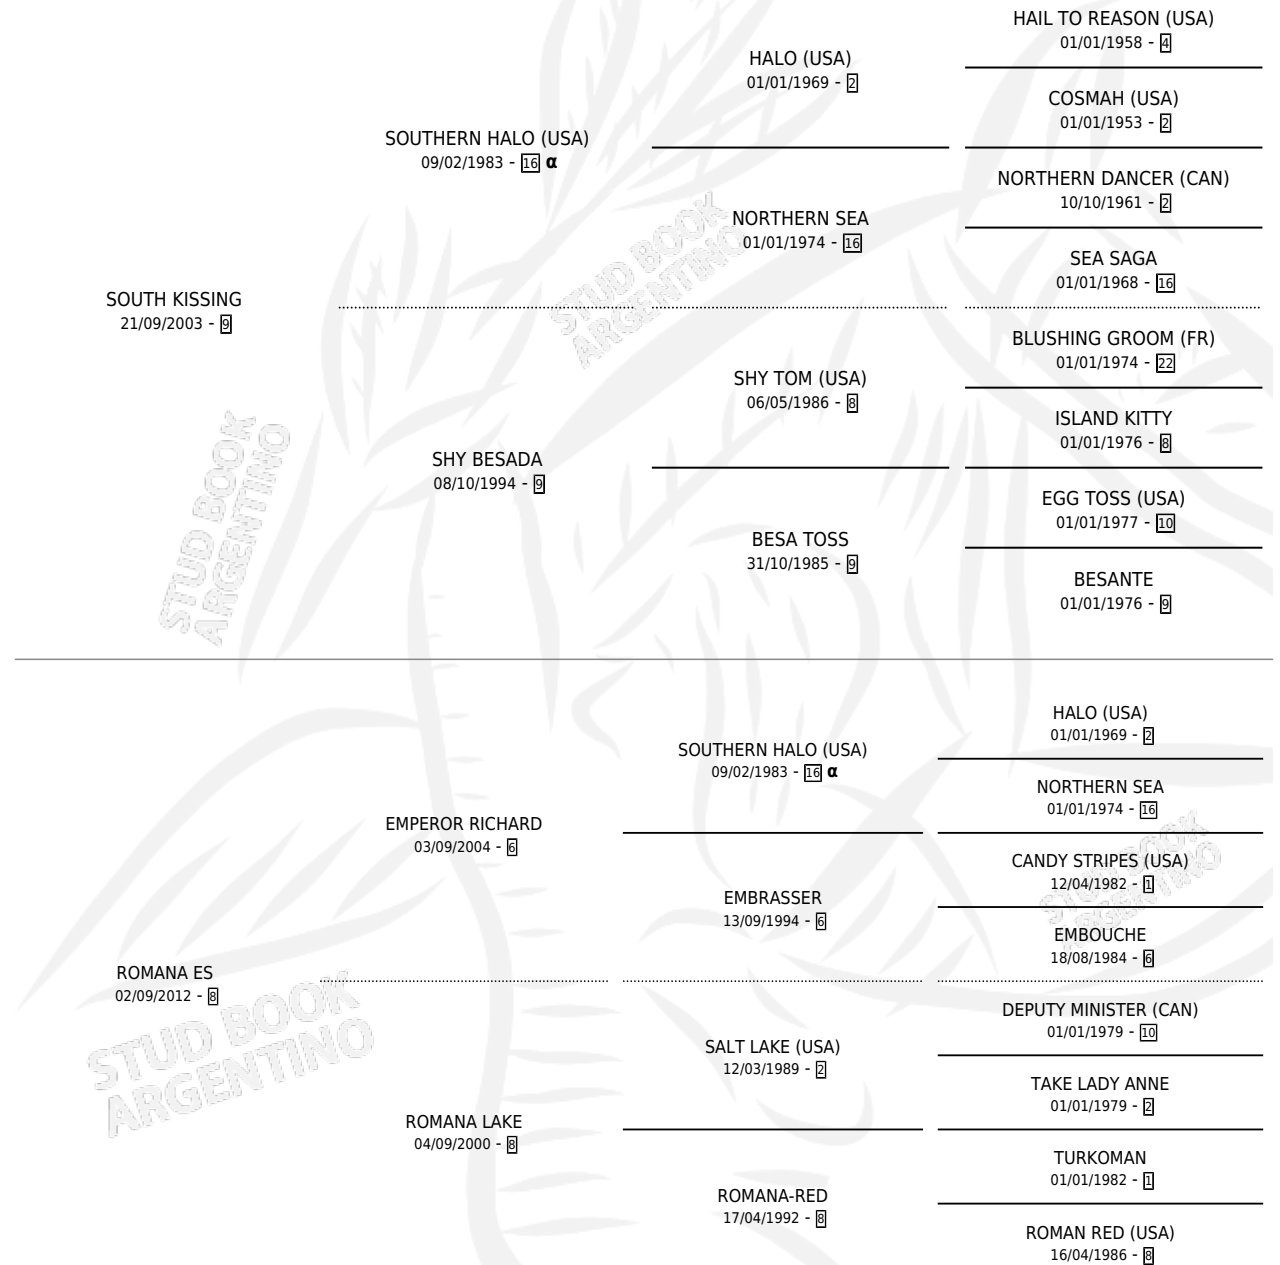 HAIL TO REASON (USA)
01/01/1958 - 4
HALO (USA)
01/01/1969 - 2
COSMAH (USA)
01/01/1953 - 2
SOUTHERN HALO (USA)
09/02/1983 - 16 α
NORTHERN DANCER (CAN)
10/10/1961 - 2
NORTHERN SEA
01/01/1974 - 16
SEA SAGA
01/01/1968 - 16
SOUTH KISSING
21/09/2003 - 9
BLUSHING GROOM (FR)
01/01/1974 - 22
SHY TOM (USA)
06/05/1986 - 8
ISLAND KITTY
01/01/1976 - 8
SHY BESADA
08/10/1994 - 9
EGG TOSS (USA)
01/01/1977 - 10
BESA TOSS
31/10/1985 - 9
BESANTE
01/01/1976 - 9
HALO (USA)
01/01/1969 - 2
SOUTHERN HALO (USA)
09/02/1983 - 16 α
NORTHERN SEA
01/01/1974 - 16
EMPEROR RICHARD
03/09/2004 - 6
CANDY STRIPES (USA)
12/04/1982 - 1
EMBRASSER
13/09/1994 - 6
EMBOUCHE
18/08/1984 - 6
ROMANA ES
02/09/2012 - 8
DEPUTY MINISTER (CAN)
01/01/1979 - 10
SALT LAKE (USA)
12/03/1989 - 2
TAKE LADY ANNE
01/01/1979 - 2
ROMANA LAKE
04/09/2000 - 8
TURKOMAN
01/01/1982 - 1
ROMANA-RED
17/04/1992 - 8
ROMAN RED (USA)
16/04/1986 - 8
STUD BOOK
ARGENTINO
STUD BOOK
ARGENTINO
STUD BOOK
ARGENTINO
STUD BOOK
ARGENTINO